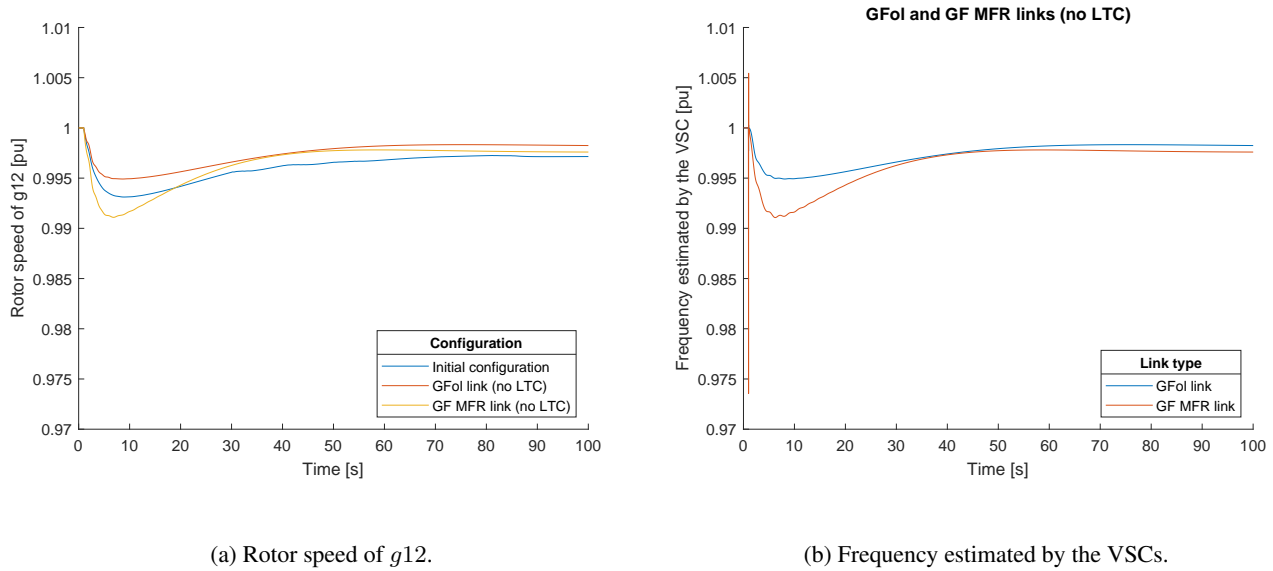 1.01
1.005
1
0.995
0.99
0.985
0.98
0.975
0.97
Rotor speed of g12 [pu]
0 10 20 30 40 50 60 70 80 90 100
Time [s]
Configuration
Initial configuration
GFol link (no LTC)
GF MFR link (no LTC)
(a) Rotor speed of g12.
GFol and GF MFR links (no LTC)
1.01
1.005
1
0.995
0.99
0.985
0.98
0.975
0.97
Frequency estimated by the VSC [pu]
0 10 20 30 40 50 60 70 80 90 100
Time [s]
Link type
GFol link
GF MFR link
(b) Frequency estimated by the VSCs.